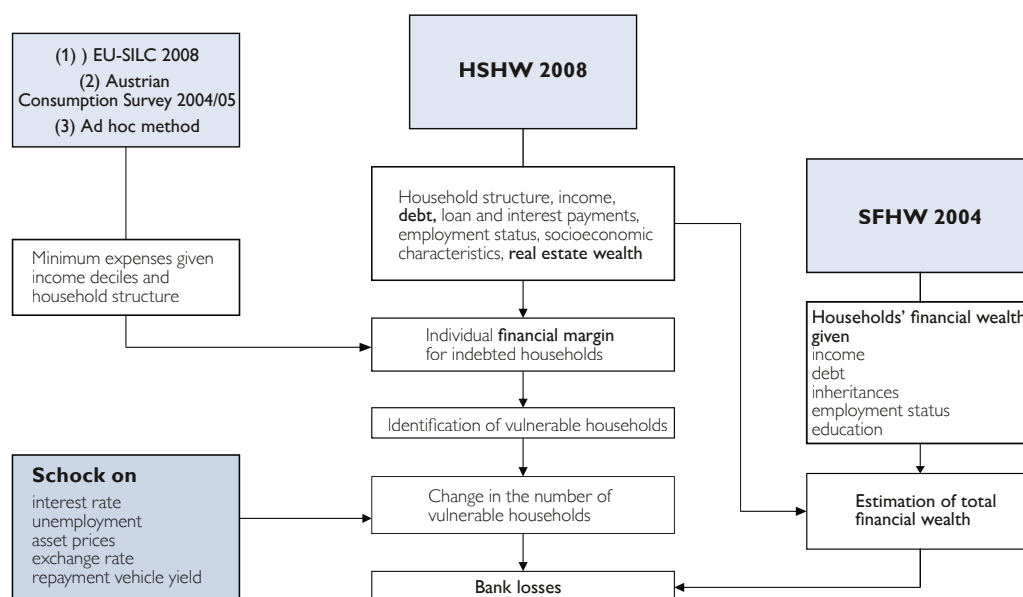 (1) ) EU-SILC 2008
(2) Austrian
Consumption Survey 2004/05
(3) Ad hoc method
HSHW 2008
Household structure, income,
debt, loan and interest payments,
employment status, socioeconomic
characteristics, real estate wealth
SFHW 2004
Minimum expenses given
income deciles and
household structure
Individual financial margin
for indebted households
Households’ financial wealth
given
income
debt
inheritances
employment status
education
Identification of vulnerable households
Schock on
interest rate
unemployment
asset prices
exchange rate
repayment vehicle yield
Change in the number of
vulnerable households
Estimation of total
financial wealth
Bank losses